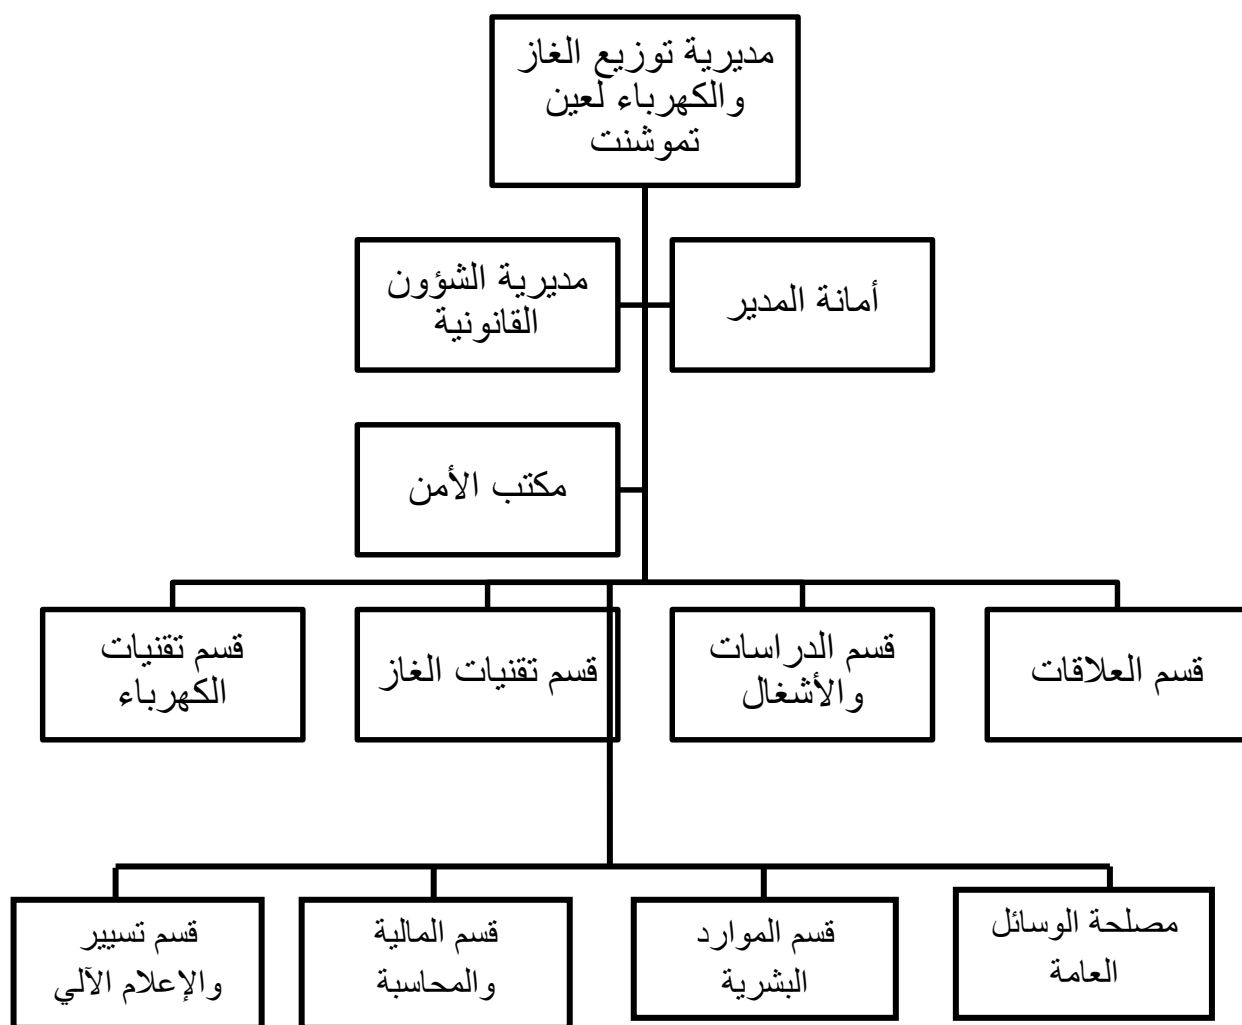 مديرية توزيع الغاز
والكهرباء لعين
تموشنت
أمانة المدير
مديرية الشؤون
القانونية
مكتب الأمن
قسم العلاقات
قسم الدراسات
والأشغال
قسم تقنيات الغاز
قسم تقنيات
الكهرباء
مصلحة الوسائل
العامة
قسم الموارد
البشرية
قسم المالية
والمحاسبة
قسم تسيير
والإعلام الآلي